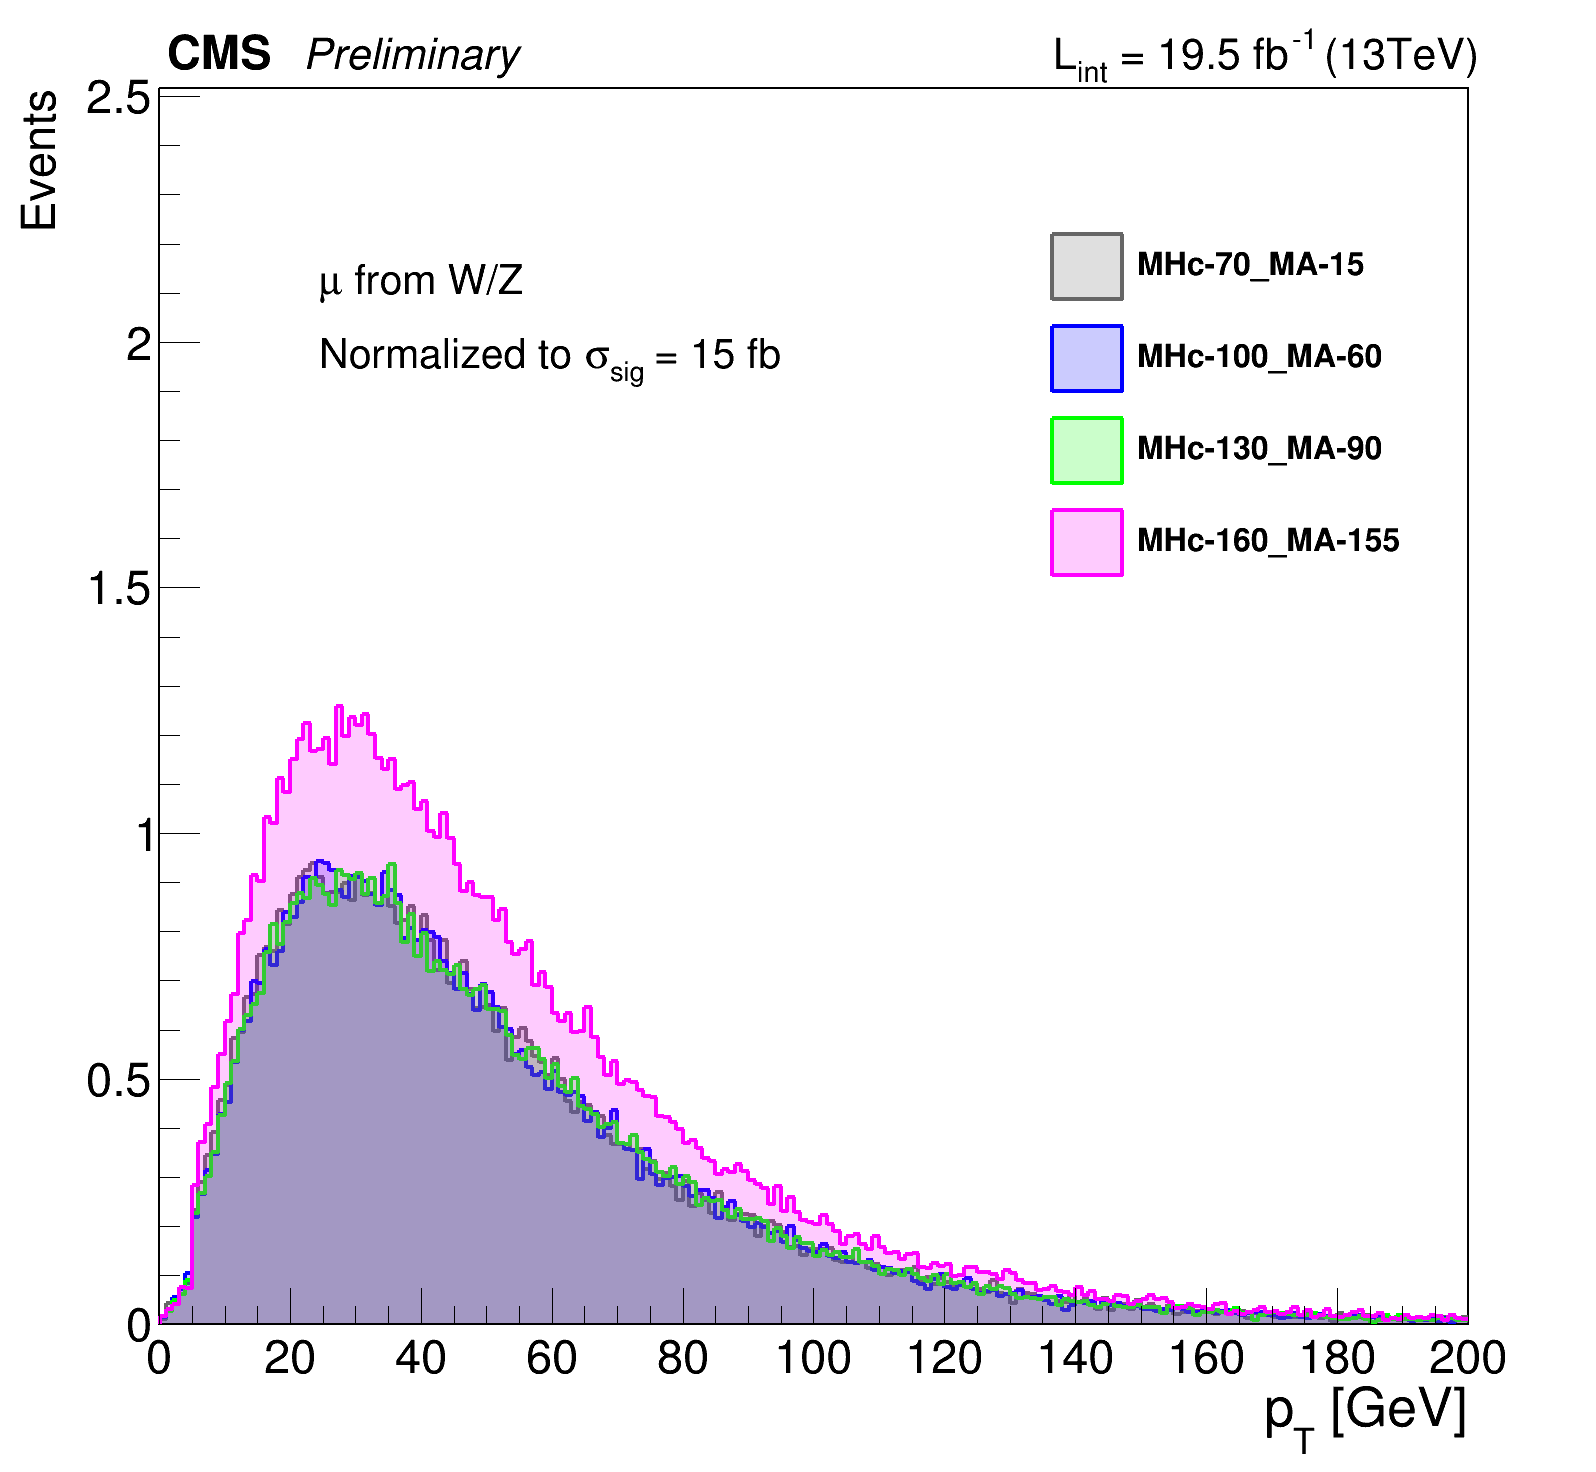 CMS Preliminary L_int = 19.5 fb^-1 (13TeV)
Events
2.5
2
1.5
1
0.5
0
μ from W/Z
Normalized to σ_sig = 15 fb
MHc-70_MA-15
MHc-100_MA-60
MHc-130_MA-90
MHc-160_MA-155
0 20 40 60 80 100 120 140 160 180 200
p_T [GeV]